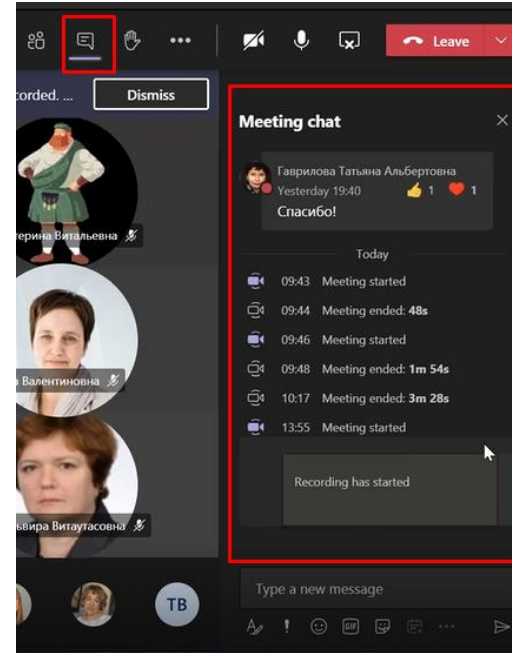 Leave
corded. ...
Dismiss
Meeting chat
Гаврилова Татьяна Альбертовна
Yesterday 19:40 👍 1 ❤️ 1
Спасибо!
Today
09:43 Meeting started
09:44 Meeting ended: 48s
09:46 Meeting started
09:48 Meeting ended: 1m 54s
10:17 Meeting ended: 3m 28s
13:55 Meeting started
Recording has started
терина Витальевна
а Валентиновна
львира Витаутасовна
ТВ
Type a new message
GIF